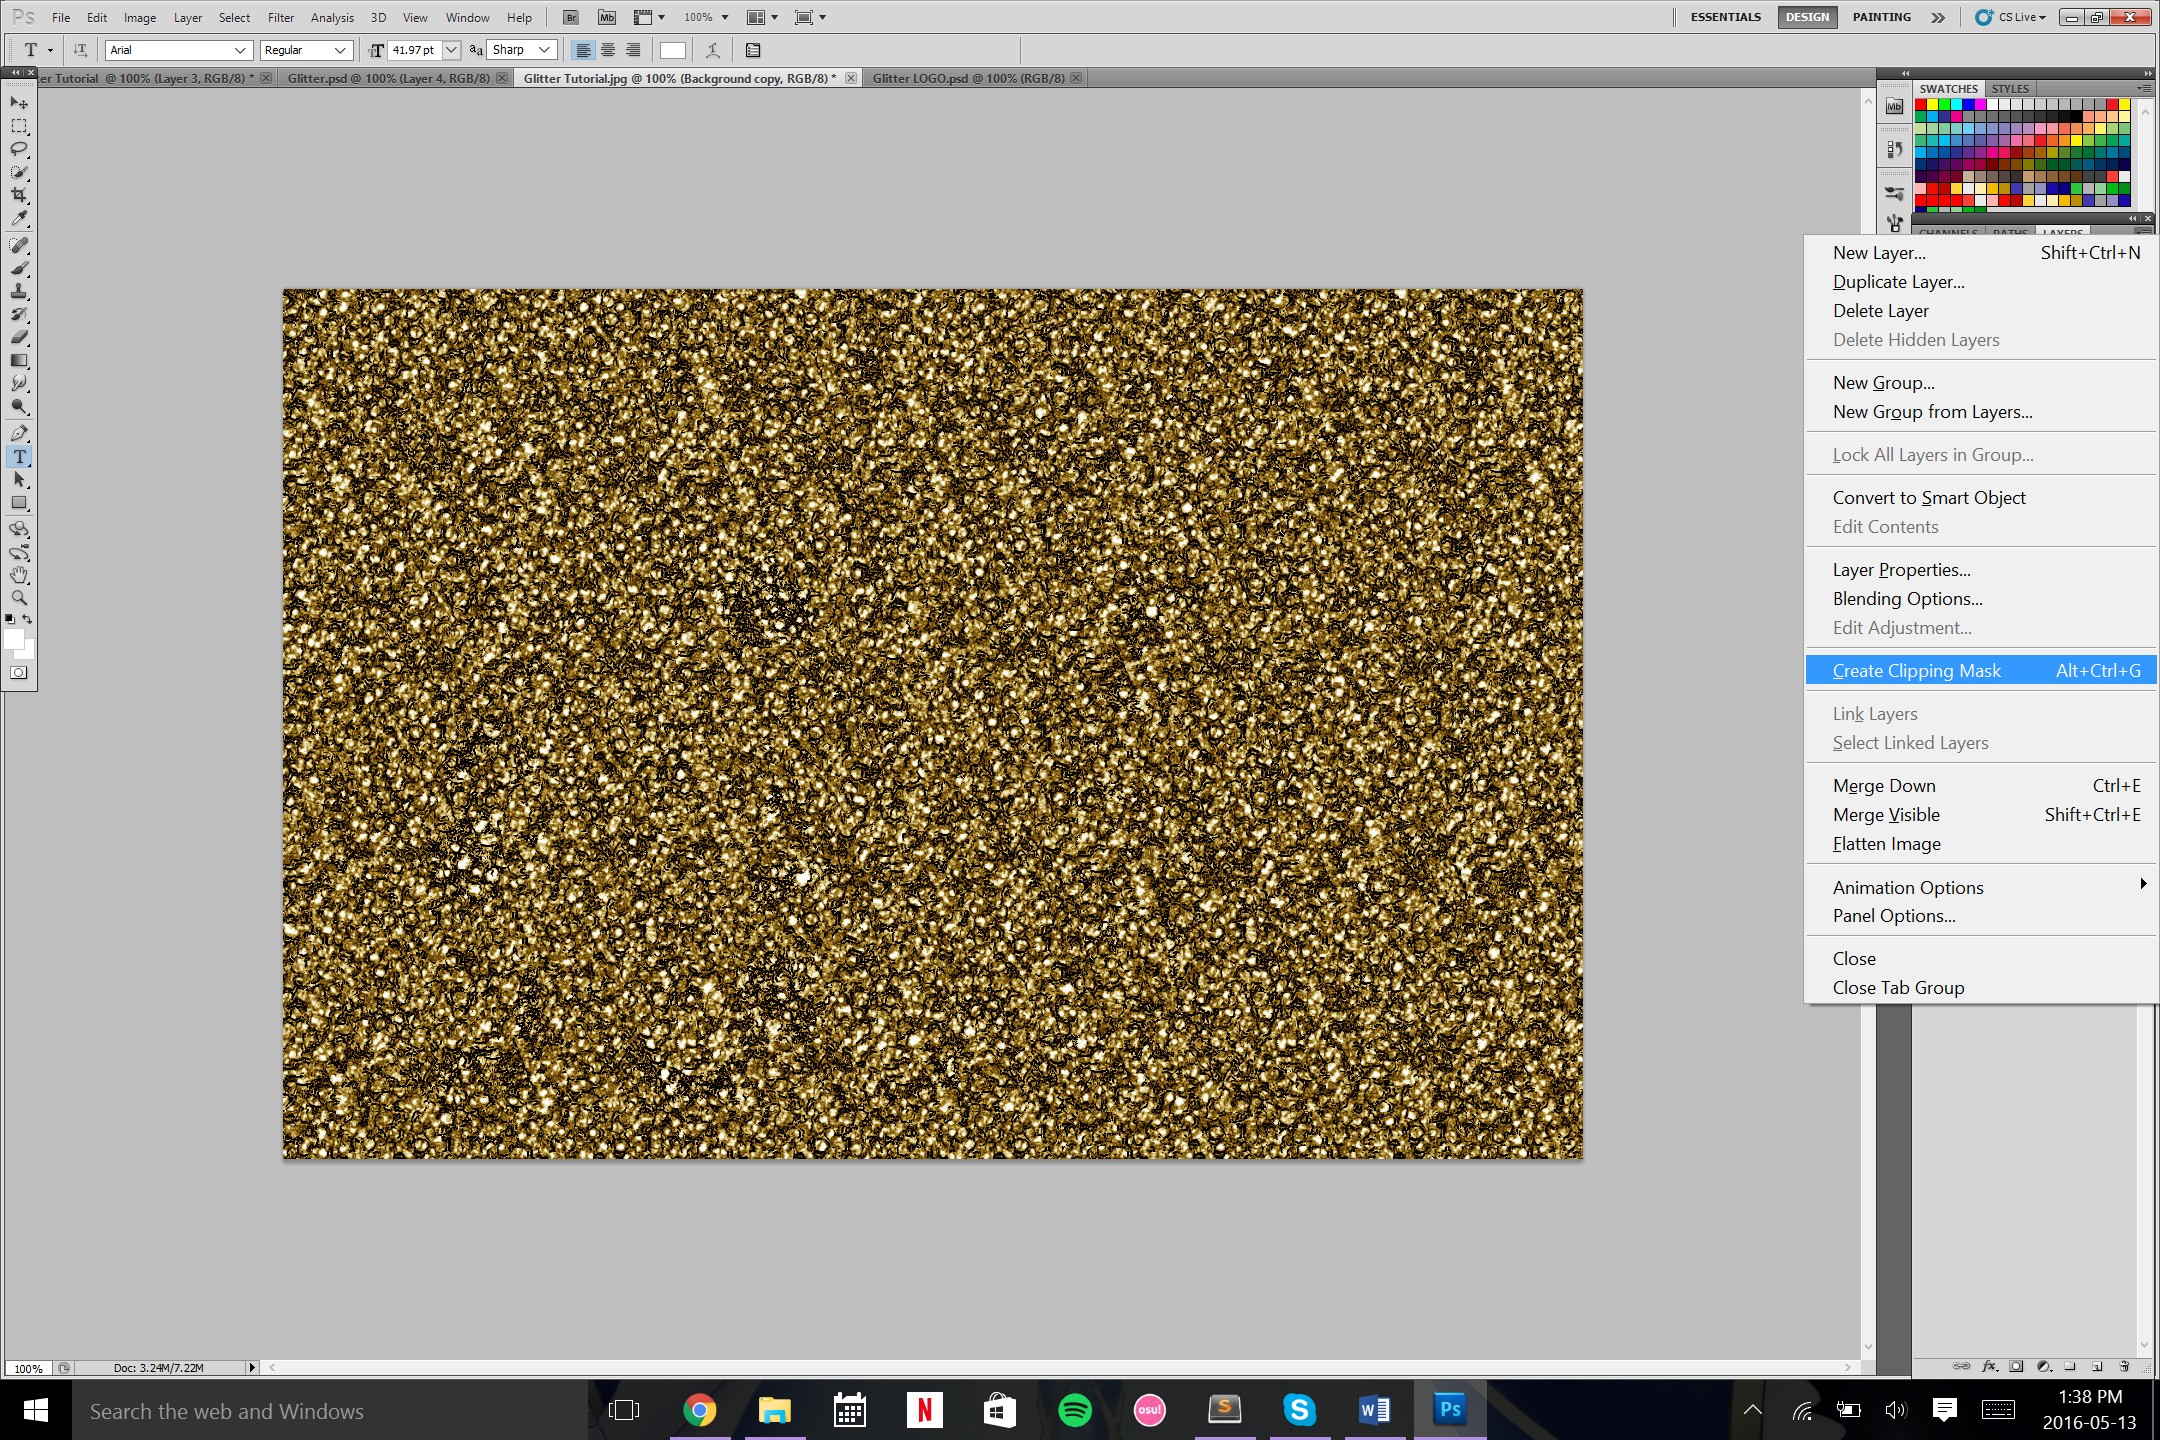 Ps File Edit Image Layer Select Filter Analysis 3D View Window Help Br Mb 100% ESSENTIALS DESIGN PAINTING CS Live
T Arial Regular T 41.97 pt aa Sharp
er Tutorial @ 100% (Layer 3, RGB/8) * Glitter.psd @ 100% (Layer 4, RGB/8) Glitter Tutorial.jpg @ 100% (Background copy, RGB/8) * Glitter LOGO.psd @ 100% (RGB/8)
SWATCHES STYLES
Mb
CHANNELS PATHS LAYERS
New Layer... Shift+Ctrl+N
Duplicate Layer...
Delete Layer
Delete Hidden Layers
New Group...
New Group from Layers...
Lock All Layers in Group...
Convert to Smart Object
Edit Contents
Layer Properties...
Blending Options...
Edit Adjustment...
Create Clipping Mask Alt+Ctrl+G
Link Layers
Select Linked Layers
Merge Down Ctrl+E
Merge Visible Shift+Ctrl+E
Flatten Image
Animation Options
Panel Options...
Close
Close Tab Group
100% Doc: 3.24M/7.22M
Search the web and Windows
N
osu!
S
S
W
Ps
1:38 PM
2016-05-13